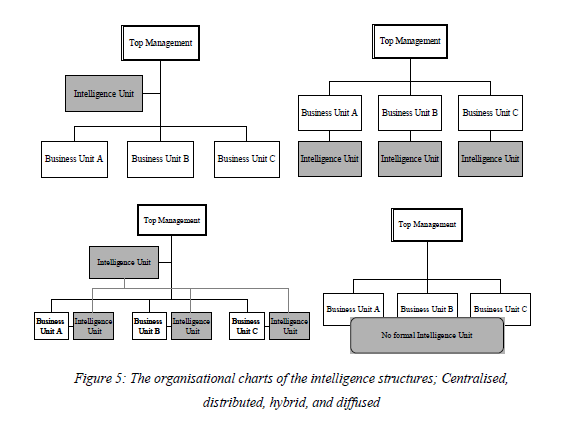 Top Management
Intelligence Unit
Business Unit A
Business Unit B
Business Unit C
Top Management
Business Unit A
Business Unit B
Business Unit C
Intelligence Unit
Intelligence Unit
Intelligence Unit
Top Management
Intelligence Unit
Business
Unit A
Intelligence
Unit
Business
Unit B
Intelligence
Unit
Business
Unit C
Intelligence
Unit
Top Management
Business Unit A
Business Unit B
Business Unit C
No formal Intelligence Unit
Figure 5: The organisational charts of the intelligence structures; Centralised,
distributed, hybrid, and diffused